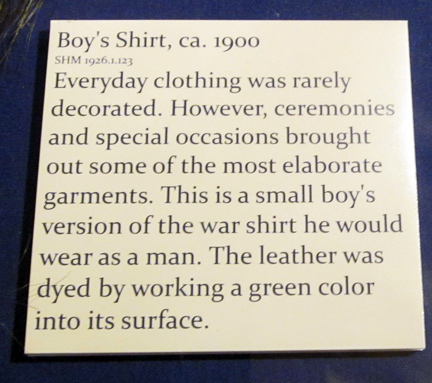 Boy's Shirt, ca. 1900
SHM 1926.1.123
Everyday clothing was rarely
decorated. However, ceremonies
and special occasions brought
out some of the most elaborate
garments. This is a small boy's
version of the war shirt he would
wear as a man. The leather was
dyed by working a green color
into its surface.